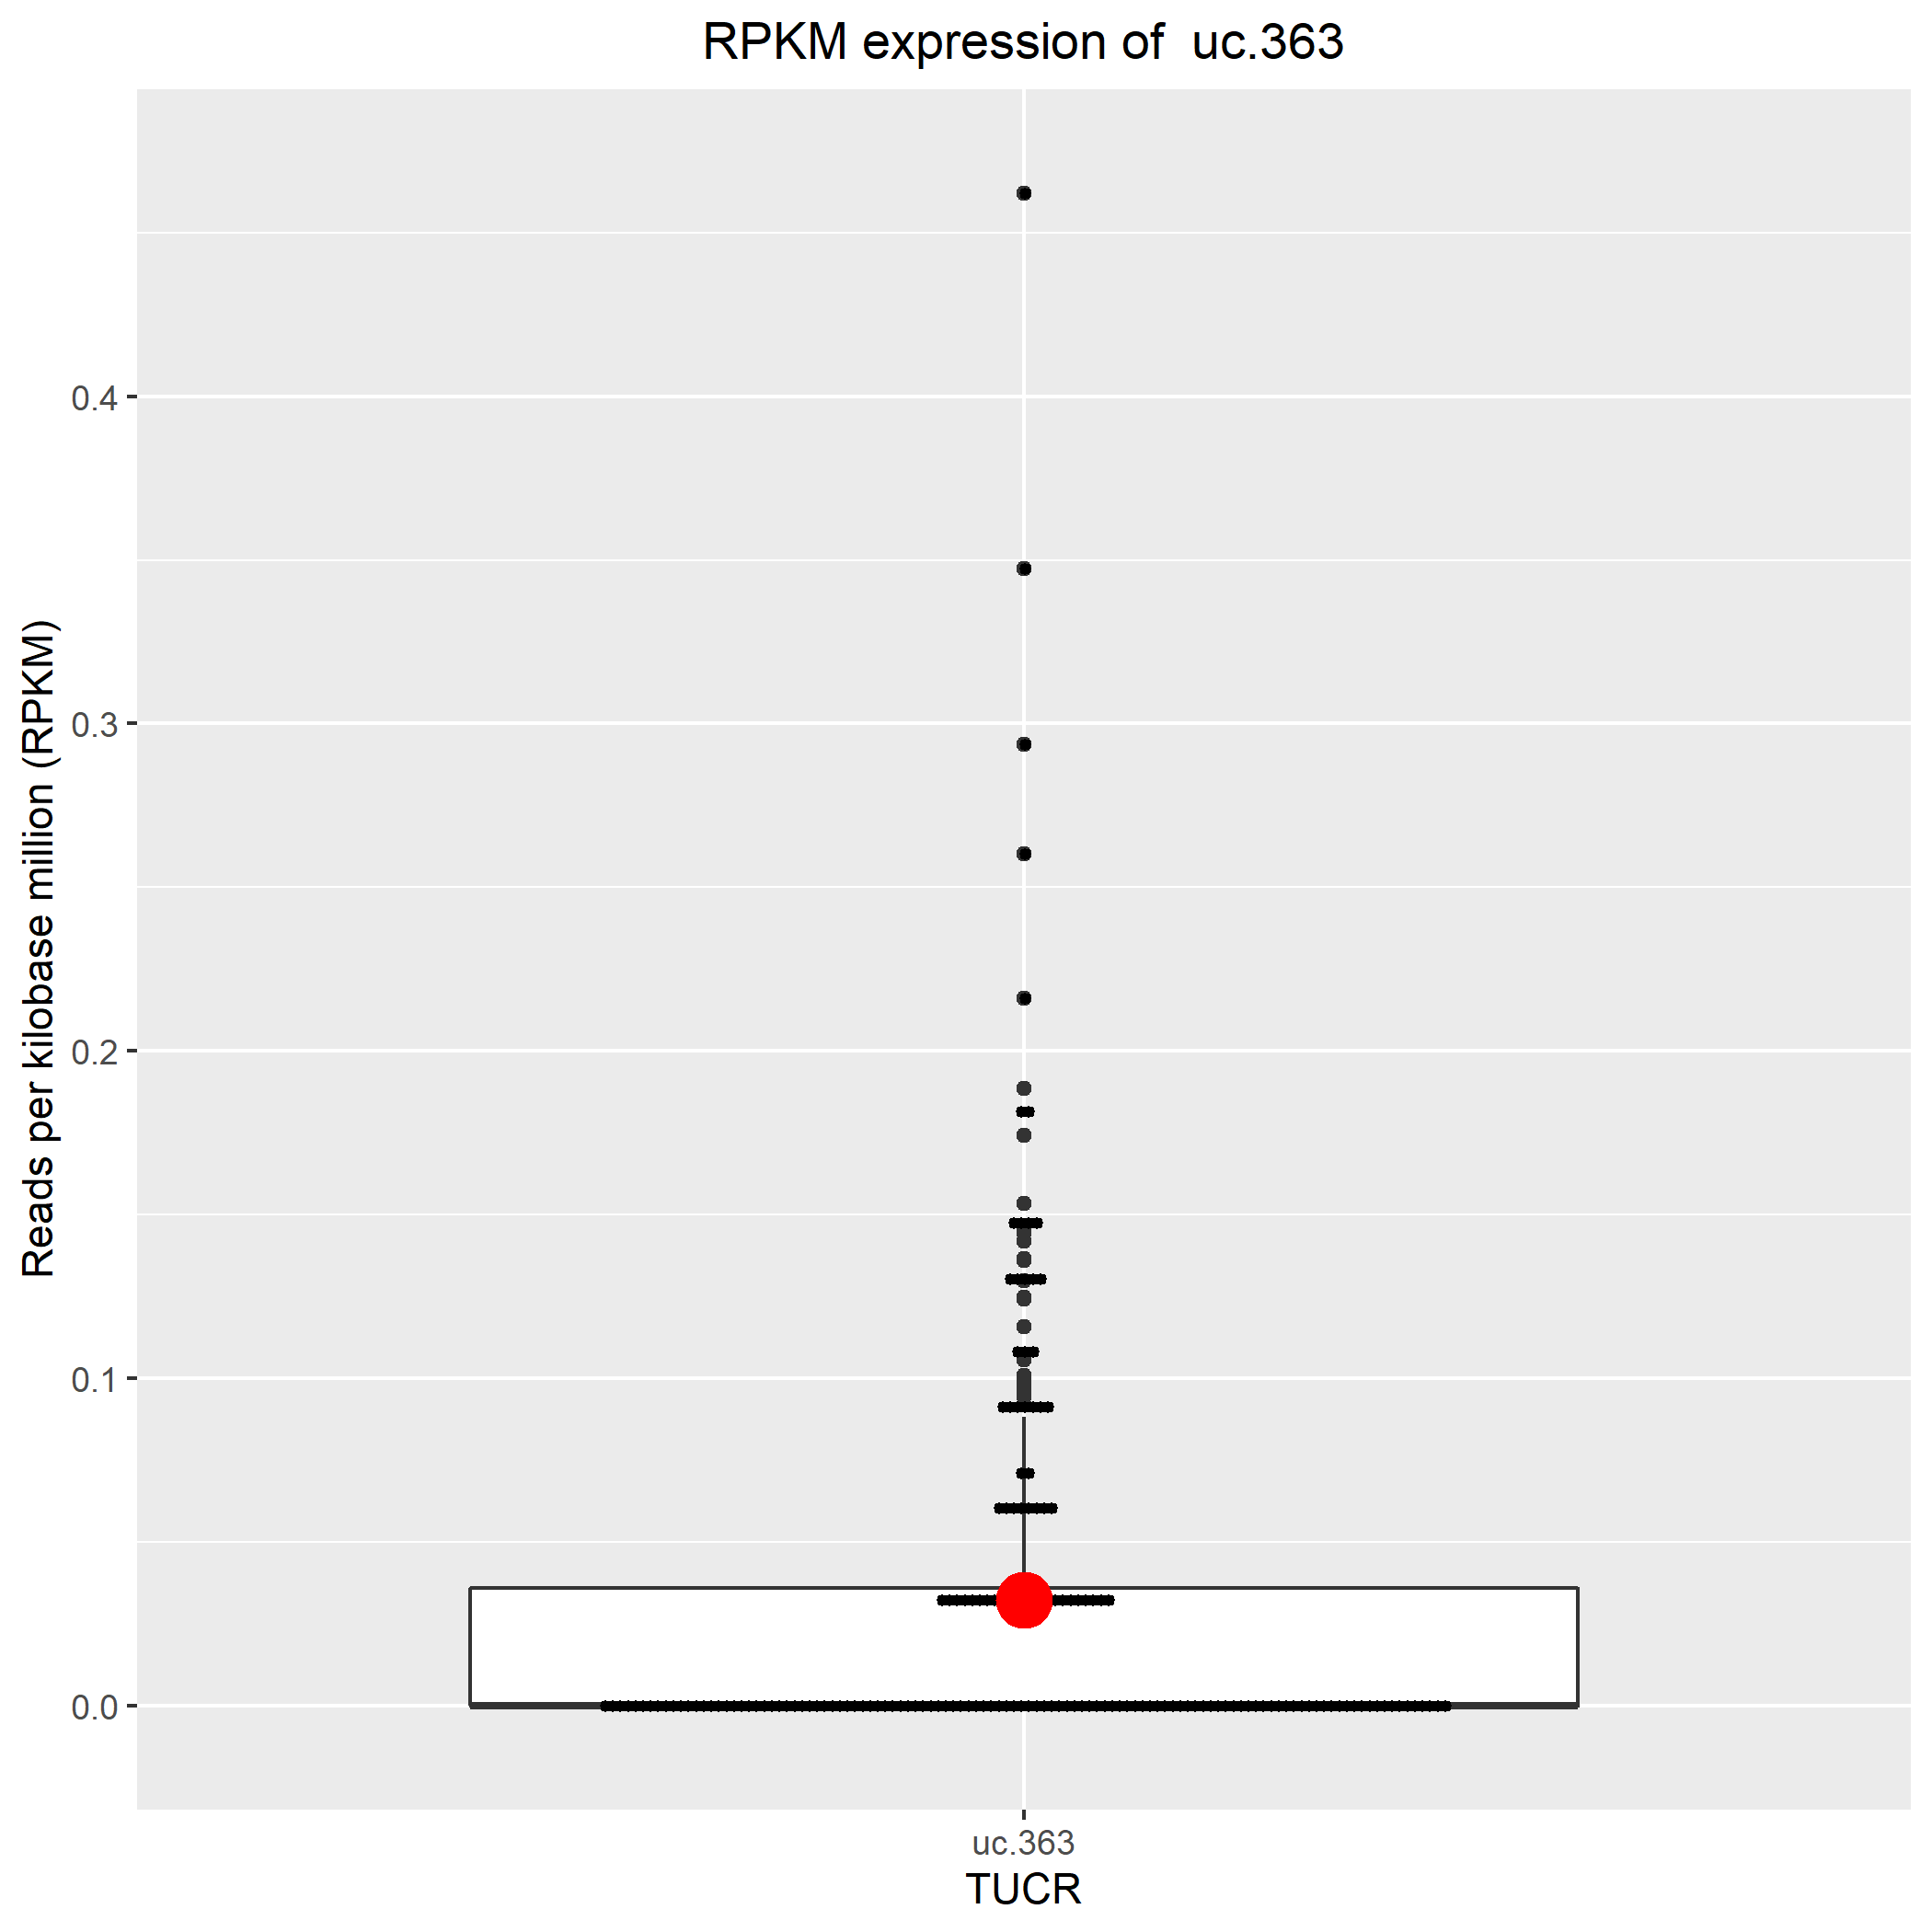 RPKM expression of  uc.363
Reads per kilobase million (RPKM)
0.4
0.3
0.2
0.1
0.0
uc.363
TUCR